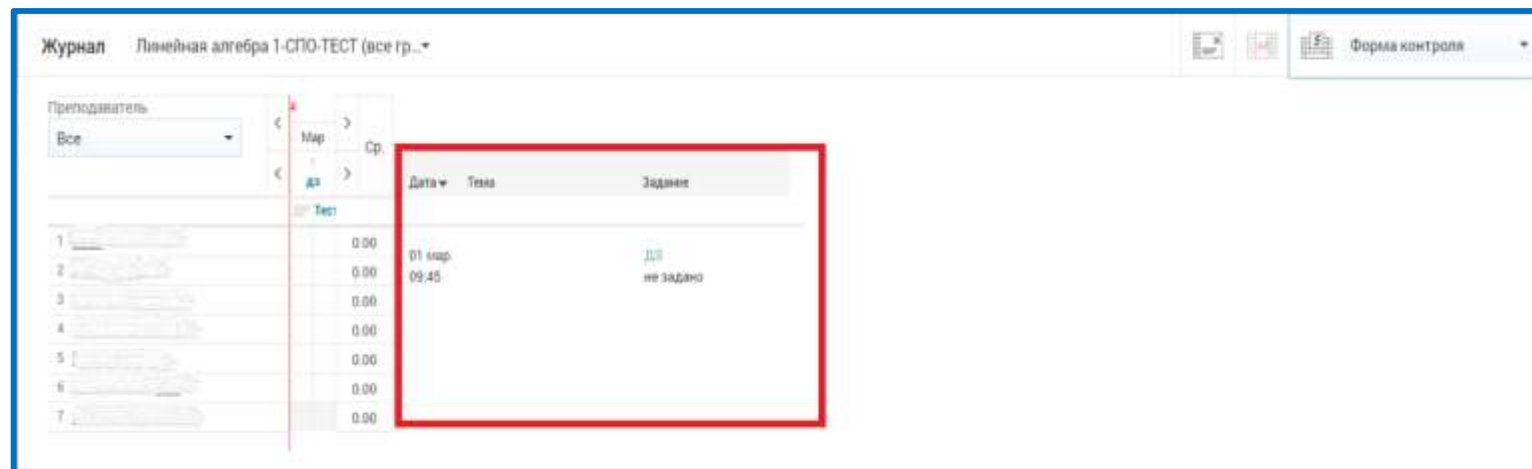 Журнал Линейная алгебра 1-СПО-ТЕСТ (все гр... Форма контроля
Преподаватель
Все
Мар
Ср.
1
дз
Дата Тема Задание
Тест
1 0.00
2 0.00
3 0.00
4 0.00
5 0.00
6 0.00
7 0.00
01 мар.
09:45
ДЗ
не задано